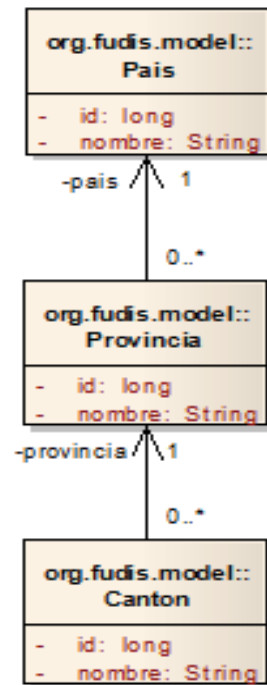 org.fudis.model::
Pais
- id: long
- nombre: String
-pais 1
0..*
org.fudis.model::
Provincia
- id: long
- nombre: String
-provincia 1
0..*
org.fudis.model::
Canton
- id: long
- nombre: String